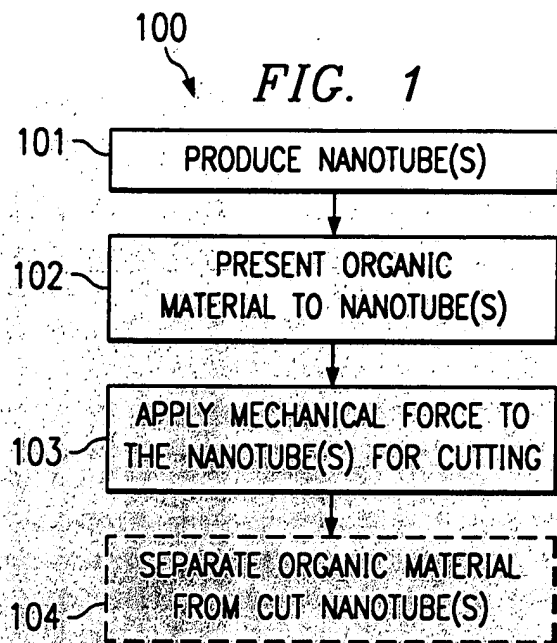 100
FIG. 1
101
PRODUCE NANOTUBE(S)
102
PRESENT ORGANIC
MATERIAL TO NANOTUBE(S)
103
APPLY MECHANICAL FORCE TO
THE NANOTUBE(S) FOR CUTTING
104
SEPARATE ORGANIC MATERIAL
FROM CUT NANOTUBE(S)